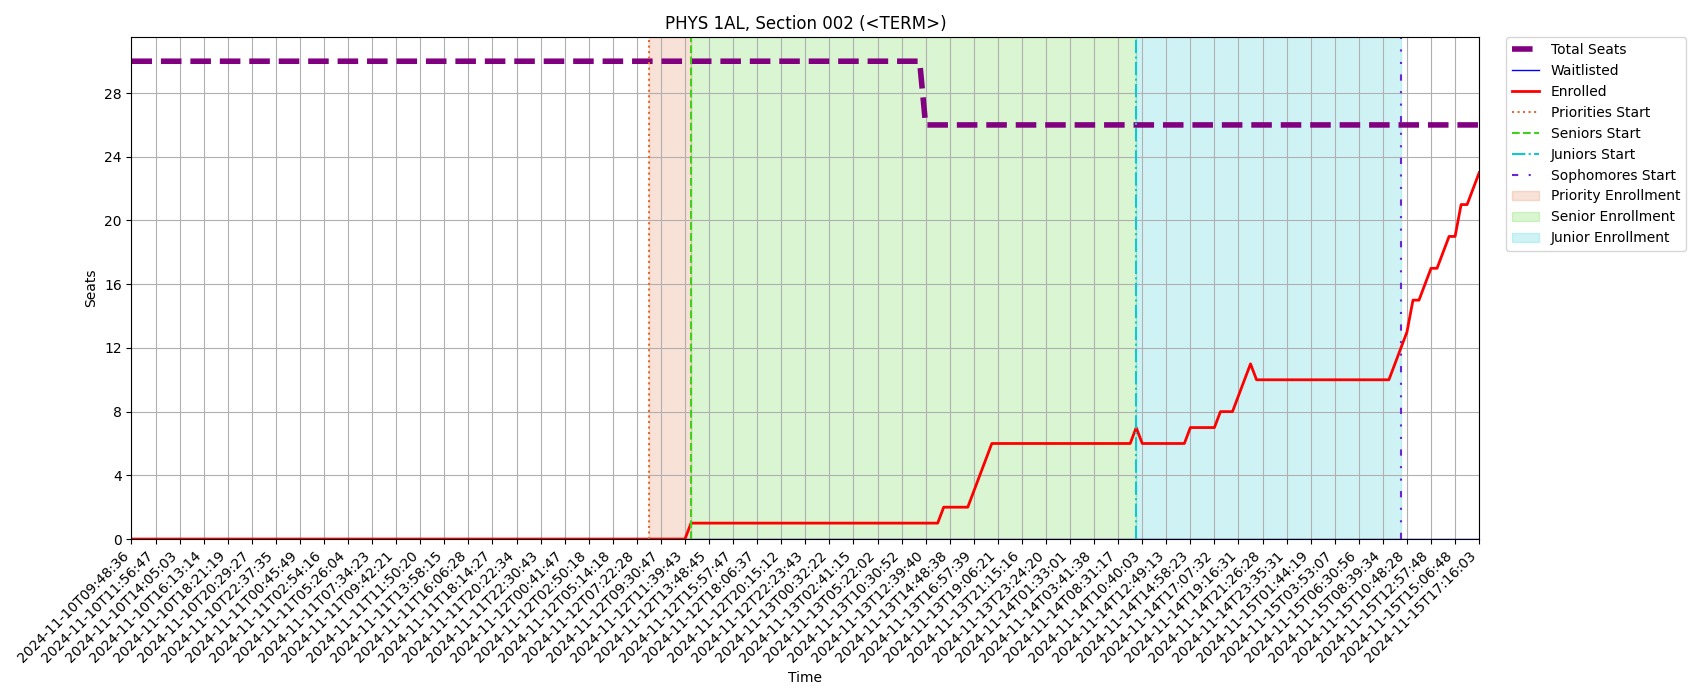 PHYS 1AL, Section 002 (<TERM>)
Total Seats
Waitlisted
Enrolled
Priorities Start
Seniors Start
Juniors Start
Sophomores Start
Priority Enrollment
Senior Enrollment
Junior Enrollment
Seats
28
24
20
16
12
8
4
0
2024-11-10T09:48:36
2024-11-10T11:56:47
2024-11-10T14:05:03
2024-11-10T16:13:14
2024-11-10T18:21:19
2024-11-10T20:29:27
2024-11-10T22:37:35
2024-11-11T00:45:49
2024-11-11T02:54:16
2024-11-11T05:26:04
2024-11-11T07:34:23
2024-11-11T09:42:21
2024-11-11T11:50:20
2024-11-11T13:58:15
2024-11-11T16:06:28
2024-11-11T18:14:27
2024-11-11T20:22:34
2024-11-11T22:30:43
2024-11-12T00:41:47
2024-11-12T02:50:18
2024-11-12T05:14:18
2024-11-12T07:22:28
2024-11-12T09:30:47
2024-11-12T11:39:43
2024-11-12T13:48:45
2024-11-12T15:57:47
2024-11-12T18:06:37
2024-11-12T20:15:12
2024-11-12T22:23:43
2024-11-13T00:32:22
2024-11-13T02:41:15
2024-11-13T05:22:02
2024-11-13T10:30:52
2024-11-13T12:39:40
2024-11-13T14:48:38
2024-11-13T16:57:39
2024-11-13T19:06:21
2024-11-13T21:15:16
2024-11-13T23:24:20
2024-11-14T01:33:01
2024-11-14T03:41:38
2024-11-14T08:31:17
2024-11-14T10:40:03
2024-11-14T12:49:13
2024-11-14T14:58:23
2024-11-14T17:07:32
2024-11-14T19:16:31
2024-11-14T21:26:28
2024-11-14T23:35:31
2024-11-15T01:44:19
2024-11-15T03:53:07
2024-11-15T06:30:56
2024-11-15T08:39:34
2024-11-15T10:48:28
2024-11-15T12:57:48
2024-11-15T15:06:48
2024-11-15T17:16:03
Time